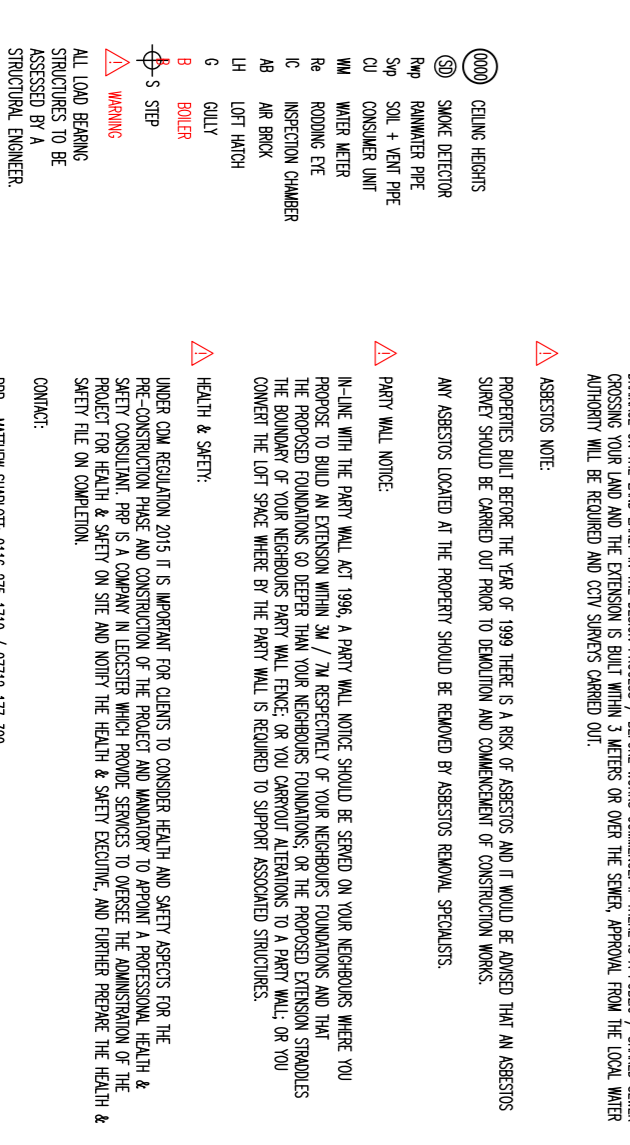 0000 CEILING HEIGHTS
SD SMOKE DETECTOR
Rwp RAINWATER PIPE
Svp SOIL + VENT PIPE
CU CONSUMER UNIT
WM WATER METER
Re RODDING EYE
IC INSPECTION CHAMBER
AB AIR BRICK
LH LOFT HATCH
G GULLY
B BOILER
S STEP
WARNING
ALL LOAD BEARING
STRUCTURES TO BE
ASSESSED BY A
STRUCTURAL ENGINEER.
CROSSING YOUR LAND AND THE EXTENSION IS BUILT WITHIN 3 METERS OR OVER THE SEWER, APPROVAL FROM THE LOCAL WATER
AUTHORITY WILL BE REQUIRED AND CCTV SURVEYS CARRIED OUT.
ASBESTOS NOTE:
PROPERTIES BUILT BEFORE THE YEAR OF 1999 THERE IS A RISK OF ASBESTOS AND IT WOULD BE ADVISED THAT AN ASBESTOS
SURVEY SHOULD BE CARRIED OUT PRIOR TO DEMOLITION AND COMMENCEMENT OF CONSTRUCTION WORKS.
ANY ASBESTOS LOCATED AT THE PROPERTY SHOULD BE REMOVED BY ASBESTOS REMOVAL SPECIALISTS.
PARTY WALL NOTICE:
IN-LINE WITH THE PARTY WALL ACT 1996, A PARTY WALL NOTICE SHOULD BE SERVED ON YOUR NEIGHBOURS WHERE YOU
PROPOSE TO BUILD AN EXTENSION WITHIN 3M / 7M RESPECTIVELY OF YOUR NEIGHBOUR'S FOUNDATIONS AND THAT
THE PROPOSED FOUNDATIONS GO DEEPER THAN YOUR NEIGHBOURS FOUNDATIONS; OR THE PROPOSED EXTENSION STRADDLES
THE BOUNDARY OF YOUR NEIGHBOURS PARTY WALL FENCE; OR YOU CARRYOUT ALTERATIONS TO A PARTY WALL; OR YOU
CONVERT THE LOFT SPACE WHERE BY THE PARTY WALL IS REQUIRED TO SUPPORT ASSOCIATED STRUCTURES.
HEALTH & SAFETY:
UNDER CDM REGULATION 2015 IT IS IMPORTANT FOR CLIENTS TO CONSIDER HEALTH AND SAFETY ASPECTS FOR THE
PRE-CONSTRUCTION PHASE AND CONSTRUCTION OF THE PROJECT AND MANDATORY TO APPOINT A PROFESSIONAL HEALTH &
SAFETY CONSULTANT. PRP IS A COMPANY IN LEICESTER WHICH PROVIDE SERVICES TO OVERSEE THE ADMINISTRATION OF THE
PROJECT FOR HEALTH & SAFETY ON SITE AND NOTIFY THE HEALTH & SAFETY EXECUTIVE, AND FURTHER PREPARE THE HEALTH &
SAFETY FILE ON COMPLETION.
CONTACT: